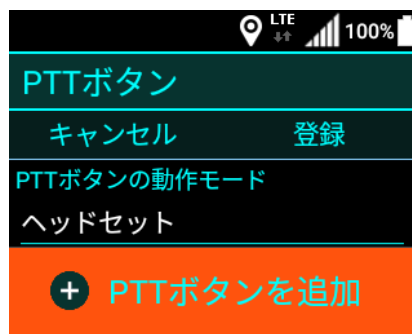 LTE 100%
PTTボタン
キャンセル 登録
PTTボタンの動作モード
ヘッドセット
PTTボタンを追加